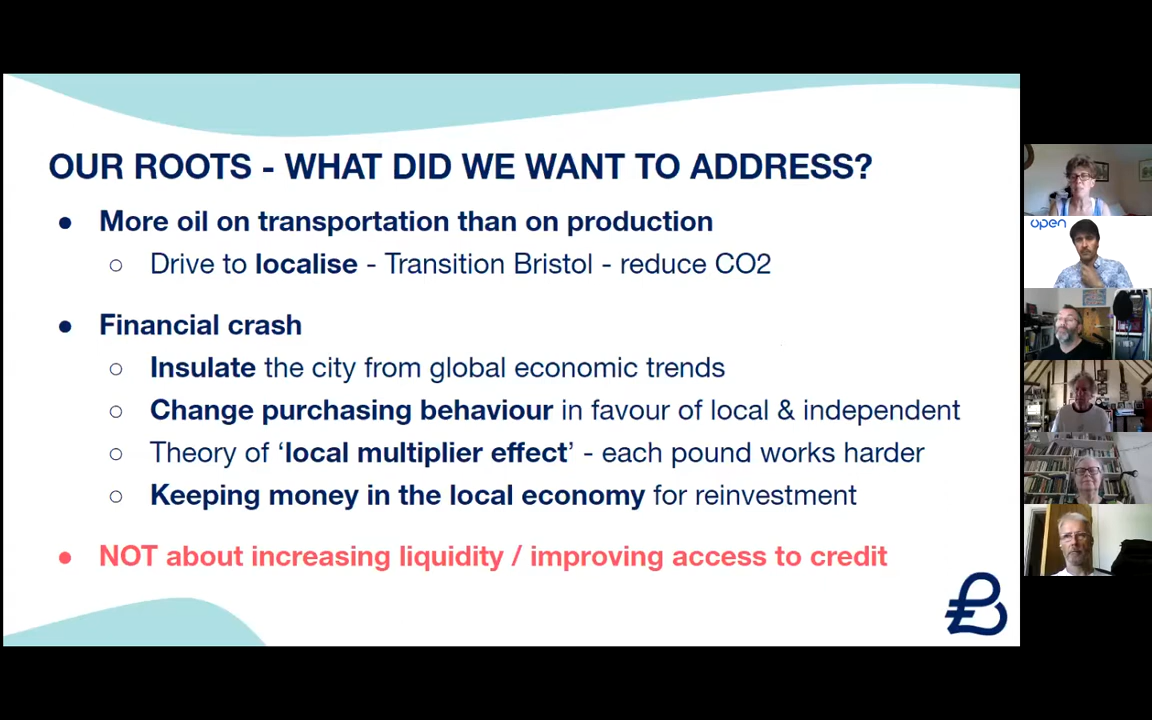 OUR ROOTS - WHAT DID WE WANT TO ADDRESS?
● More oil on transportation than on production
○ Drive to localise - Transition Bristol - reduce CO2
● Financial crash
○ Insulate the city from global economic trends
○ Change purchasing behaviour in favour of local & independent
○ Theory of ‘local multiplier effect’ - each pound works harder
○ Keeping money in the local economy for reinvestment
● NOT about increasing liquidity / improving access to credit
open